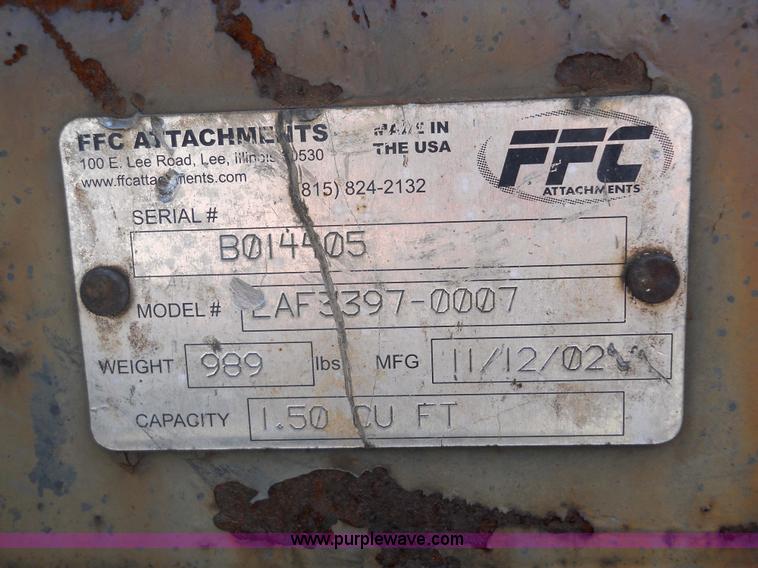 FFC ATTACHMENTS
100 E. Lee Road, Lee, Illinois 60530
www.ffcattachments.com
(815) 824-2132
MADE IN
THE USA
FFC
ATTACHMENTS
SERIAL #
B014405
MODEL #
LAF3397-0007
WEIGHT 989 lbs MFG 11/12/02
CAPACITY 1.50 CU FT
www.purplewave.com